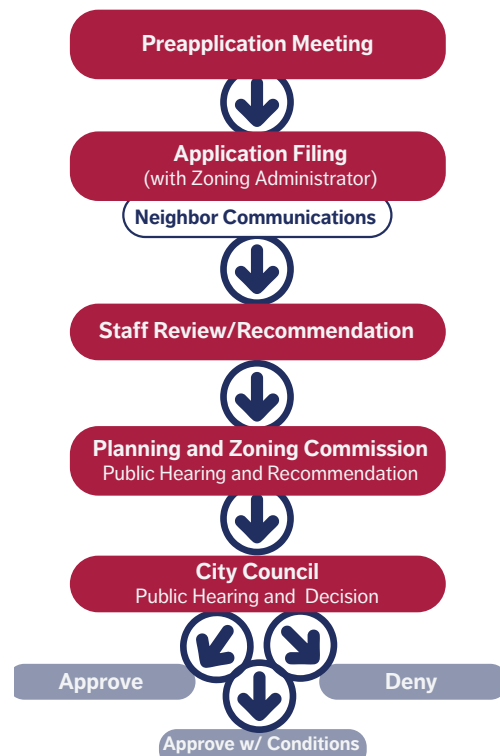 Preapplication Meeting
Application Filing
(with Zoning Administrator)
Neighbor Communications
Staff Review/Recommendation
Planning and Zoning Commission
Public Hearing and Recommendation
City Council
Public Hearing and Decision
Approve
Deny
Approve w/ Conditions